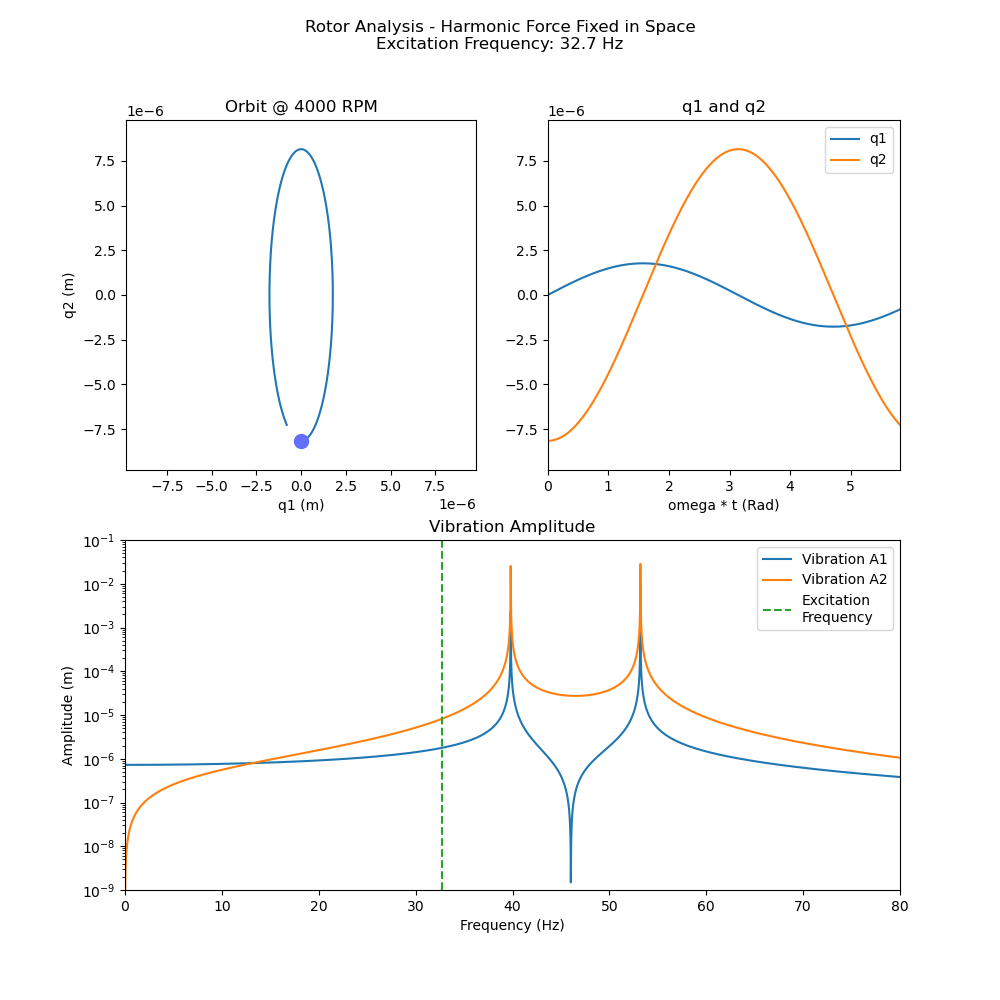 Rotor Analysis - Harmonic Force Fixed in Space
Excitation Frequency: 32.7 Hz
Orbit @ 4000 RPM
1e−6
7.5
5.0
2.5
0.0
−2.5
−5.0
−7.5
q2 (m)
−7.5 −5.0 −2.5 0.0 2.5 5.0 7.5
1e−6
q1 (m)
q1 and q2
1e−6
q1
q2
7.5
5.0
2.5
0.0
−2.5
−5.0
−7.5
0 1 2 3 4 5
omega * t (Rad)
Vibration Amplitude
Vibration A1
Vibration A2
Excitation
Frequency
10⁻¹
10⁻²
10⁻³
10⁻⁴
10⁻⁵
10⁻⁶
10⁻⁷
10⁻⁸
10⁻⁹
Amplitude (m)
0 10 20 30 40 50 60 70 80
Frequency (Hz)